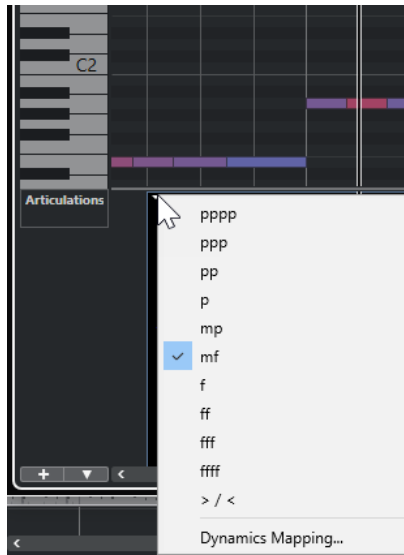 C2
Articulations
pppp
ppp
pp
p
mp
mf
f
ff
fff
ffff
> / <
Dynamics Mapping...